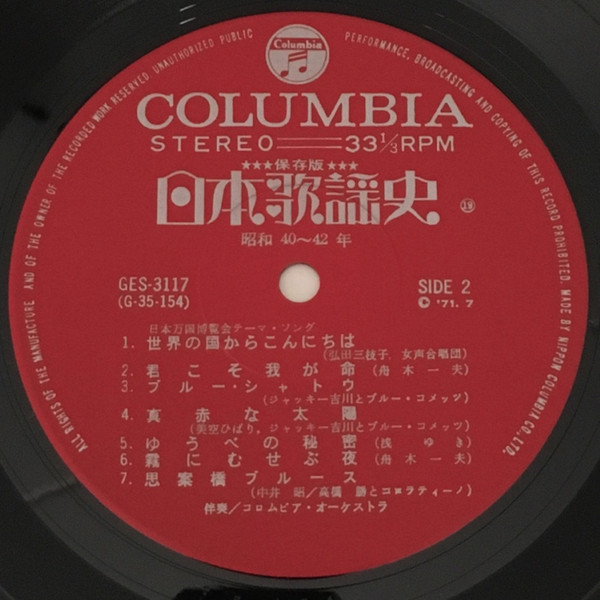 ALL RIGHTS OF THE MANUFACTURE AND OF THE OWNER OF THE RECORDED WORK RESERVED. UNAUTHORIZED PUBLIC PERFORMANCE, BROADCASTING AND COPYING OF THIS RECORD PROHIBITED. MADE BY NIPPON COLUMBIA CO., LTD.
Columbia
COLUMBIA
STEREO 33 1/3 RPM
★★★保存版★★★
日本歌謡史
昭和 40～42 年
GES-3117 SIDE 2
(G-35-154) © '71. 7
日本万国博覧会テーマ・ソング
1. 世界の国からこんにちは
(弘田三枝子, 女声合唱団)
2. 君こそ我が命 (舟木一夫)
3. ブルー・シャトウ
(ジャッキー吉川とブルー・コメッツ)
4. 真赤な太陽
(美空ひばり, ジャッキー吉川とブルー・コメッツ)
5. ゆうべの秘密 (浅ゆき)
6. 霧にむせぶ夜 (舟木一夫)
7. 思案橋ブルース
(中井 昭/高橋 勝とコロラティーノ)
伴奏/コロムビア・オーケストラ